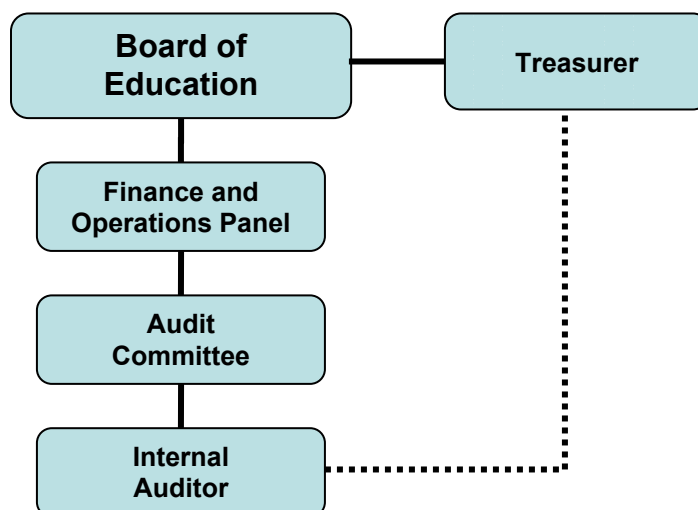 Board of
Education
Treasurer
Finance and
Operations Panel
Audit
Committee
Internal
Auditor